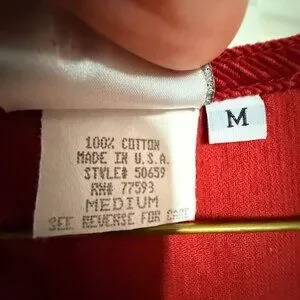 100% COTTON
MADE IN U.S.A.
STYLE# 50659
RN# 77593
MEDIUM
SEE REVERSE FOR CARE
M